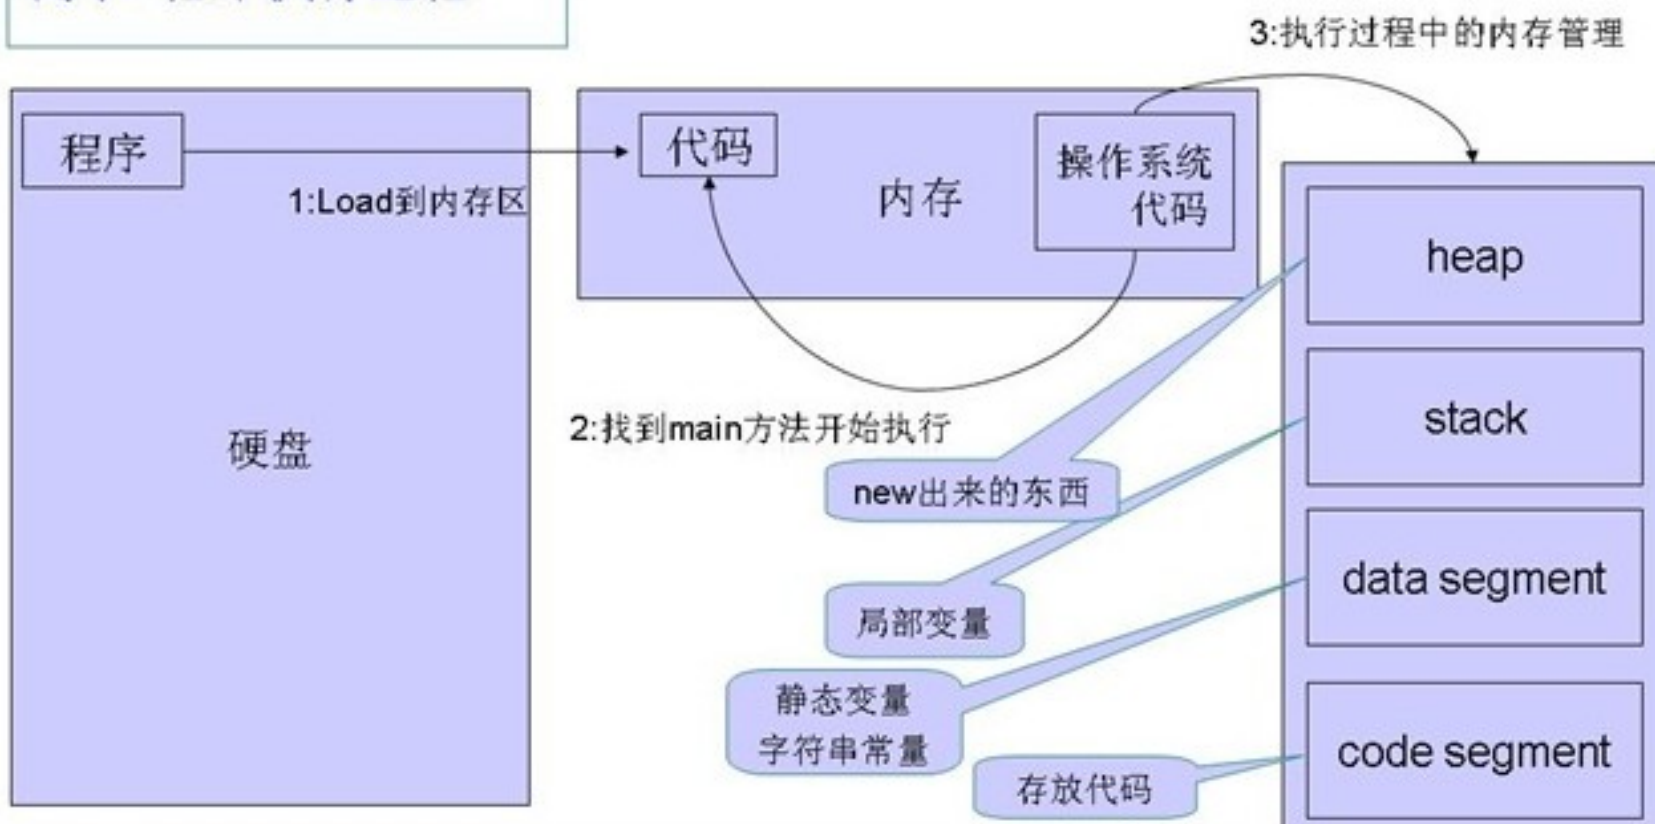 3:执行过程中的内存管理
程序
1:Load到内存区
硬盘
代码
内存
操作系统
代码
2:找到main方法开始执行
heap
stack
data segment
code segment
new出来的东西
局部变量
静态变量
字符串常量
存放代码